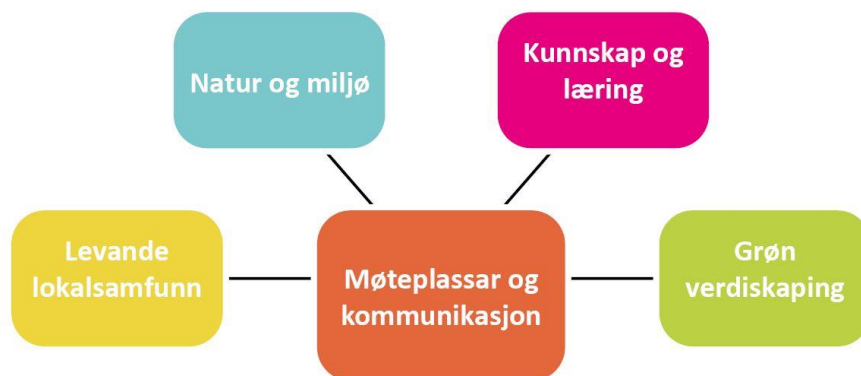 Natur og miljø
Kunnskap og
læring
Levande
lokalsamfunn
Møteplassar og
kommunikasjon
Grøn
verdiskaping